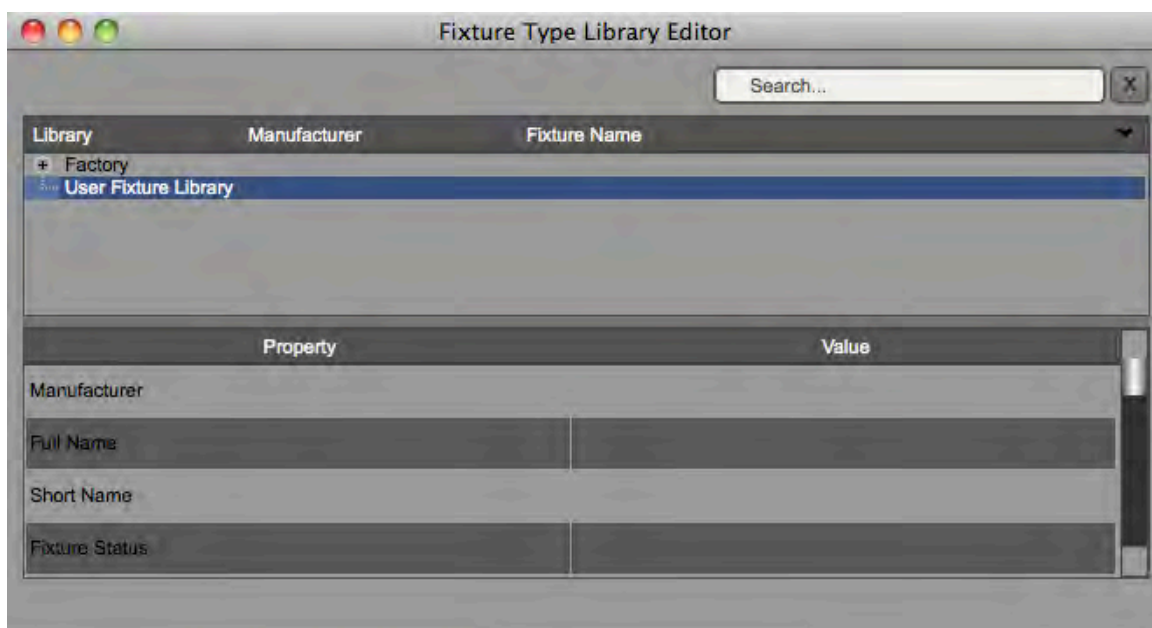 Fixture Type Library Editor
Search...
X
Library Manufacturer Fixture Name
+ Factory
User Fixture Library
Property Value
Manufacturer
Full Name
Short Name
Fixture Status